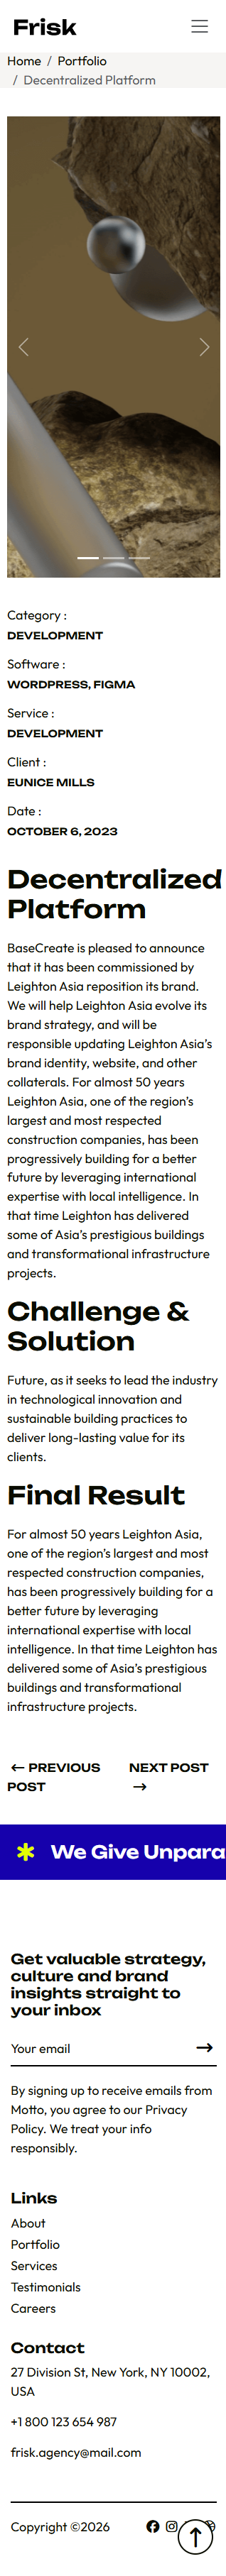 Frisk
Home / Portfolio
/ Decentralized Platform
Category :
DEVELOPMENT
Software :
WORDPRESS, FIGMA
Service :
DEVELOPMENT
Client :
EUNICE MILLS
Date :
OCTOBER 6, 2023
Decentralized
Platform
BaseCreate is pleased to announce
that it has been commissioned by
Leighton Asia reposition its brand.
We will help Leighton Asia evolve its
brand strategy, and will be
responsible updating Leighton Asia's
brand identity, website, and other
collaterals. For almost 50 years
Leighton Asia, one of the region's
largest and most respected
construction companies, has been
progressively building for a better
future by leveraging international
expertise with local intelligence. In
that time Leighton has delivered
some of Asia's prestigious buildings
and transformational infrastructure
projects.
Challenge &
Solution
Future, as it seeks to lead the industry
in technological innovation and
sustainable building practices to
deliver long-lasting value for its
clients.
Final Result
For almost 50 years Leighton Asia,
one of the region's largest and most
respected construction companies,
has been progressively building for a
better future by leveraging
international expertise with local
intelligence. In that time Leighton has
delivered some of Asia's prestigious
buildings and transformational
infrastructure projects.
← PREVIOUS
POST
NEXT POST
→
We Give Unpara
Get valuable strategy,
culture and brand
insights straight to
your inbox
Your email
By signing up to receive emails from
Motto, you agree to our Privacy
Policy. We treat your info
responsibly.
Links
About
Portfolio
Services
Testimonials
Careers
Contact
27 Division St, New York, NY 10002,
USA
+1 800 123 654 987
frisk.agency@mail.com
Copyright ©2026